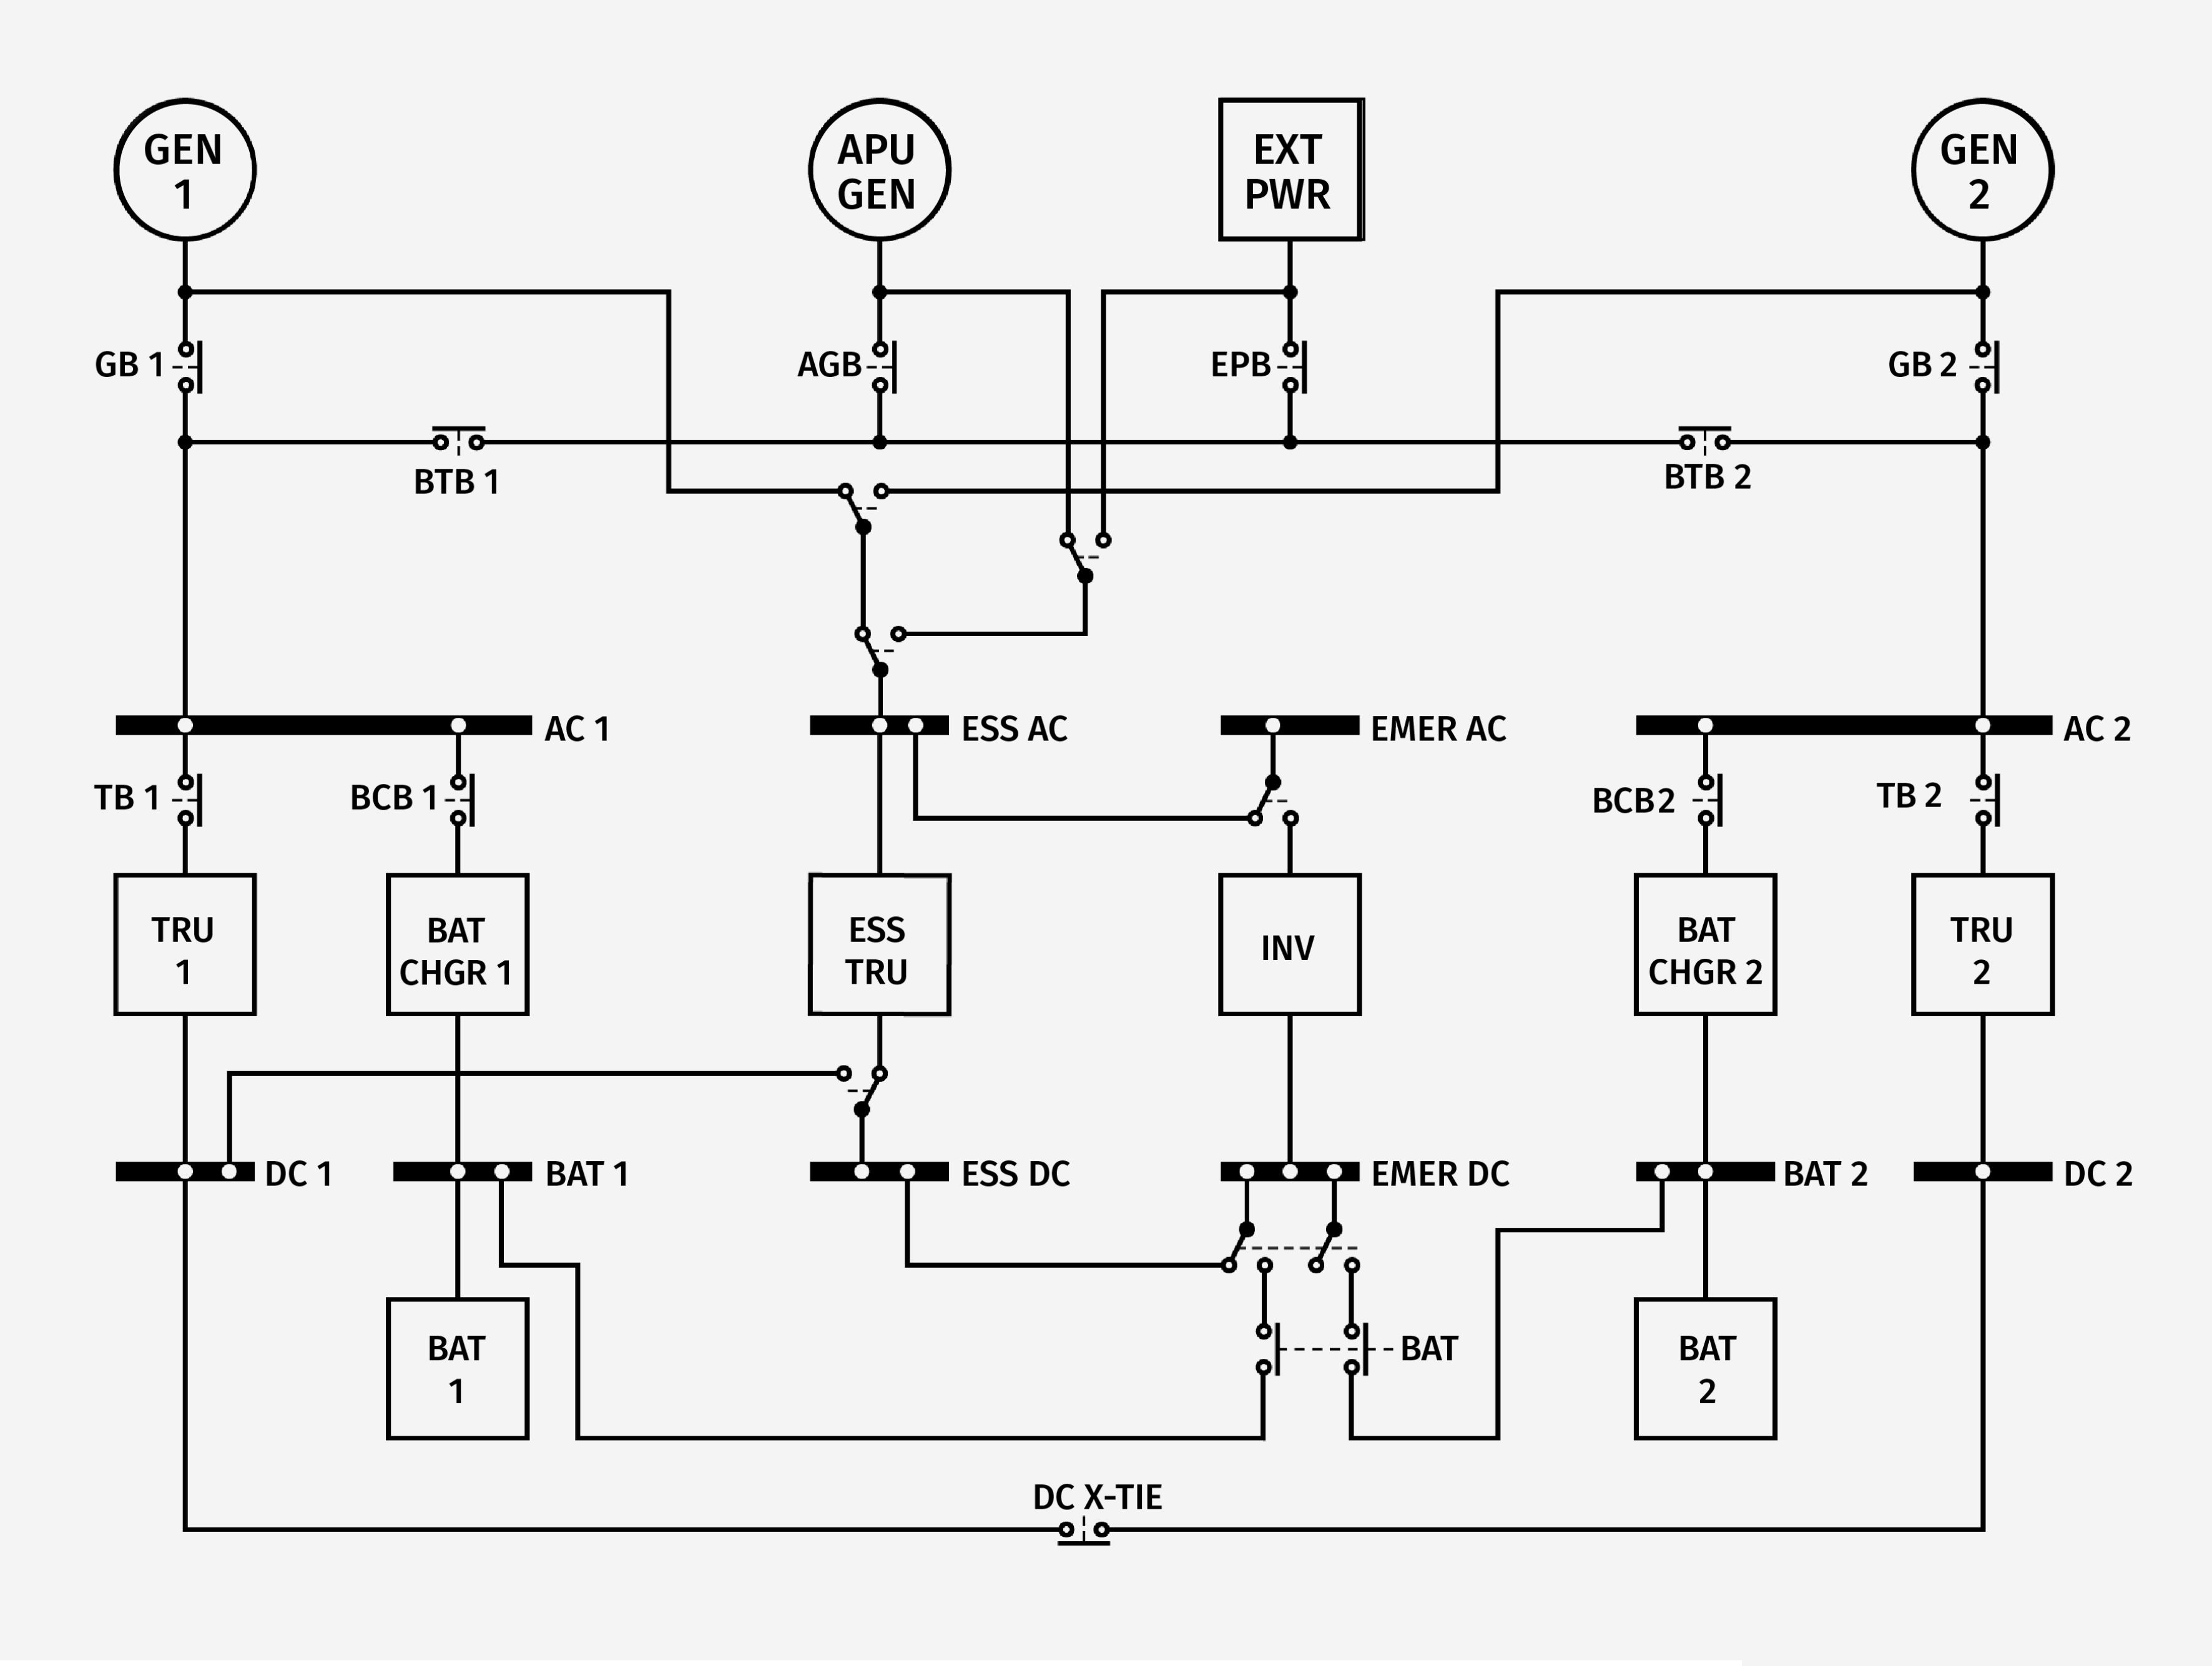 GEN
1
APU
GEN
EXT
PWR
GEN
2
GB 1
AGB
EPB
GB 2
BTB 1
BTB 2
AC 1
ESS AC
EMER AC
AC 2
TB 1
BCB 1
BCB2
TB 2
TRU
1
BAT
CHGR 1
ESS
TRU
INV
BAT
CHGR 2
TRU
2
DC 1
BAT 1
ESS DC
EMER DC
BAT 2
DC 2
BAT
1
BAT
BAT
2
DC X-TIE